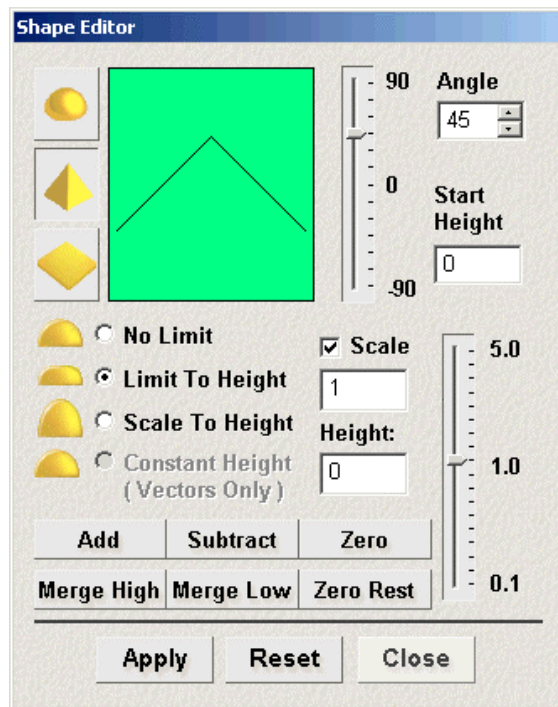 Shape Editor
90
0
-90
Angle
45
Start
Height
0
No Limit
Limit To Height
Scale To Height
Constant Height
( Vectors Only )
Scale
1
Height:
0
5.0
1.0
0.1
Add
Subtract
Zero
Merge High
Merge Low
Zero Rest
Apply
Reset
Close